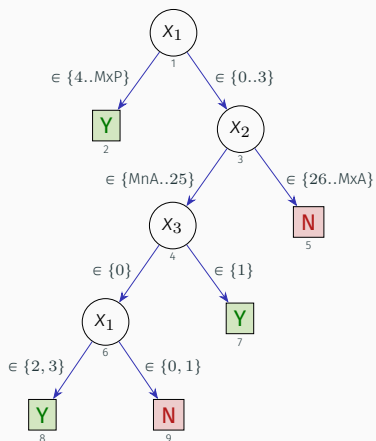 X₁
1
∈ {4..MxP} ∈ {0..3}
Y X₂
2 3
∈ {MnA..25} ∈ {26..MxA}
X₃ N
4 5
∈ {0} ∈ {1}
X₁ Y
6 7
∈ {2, 3} ∈ {0, 1}
Y N
8 9